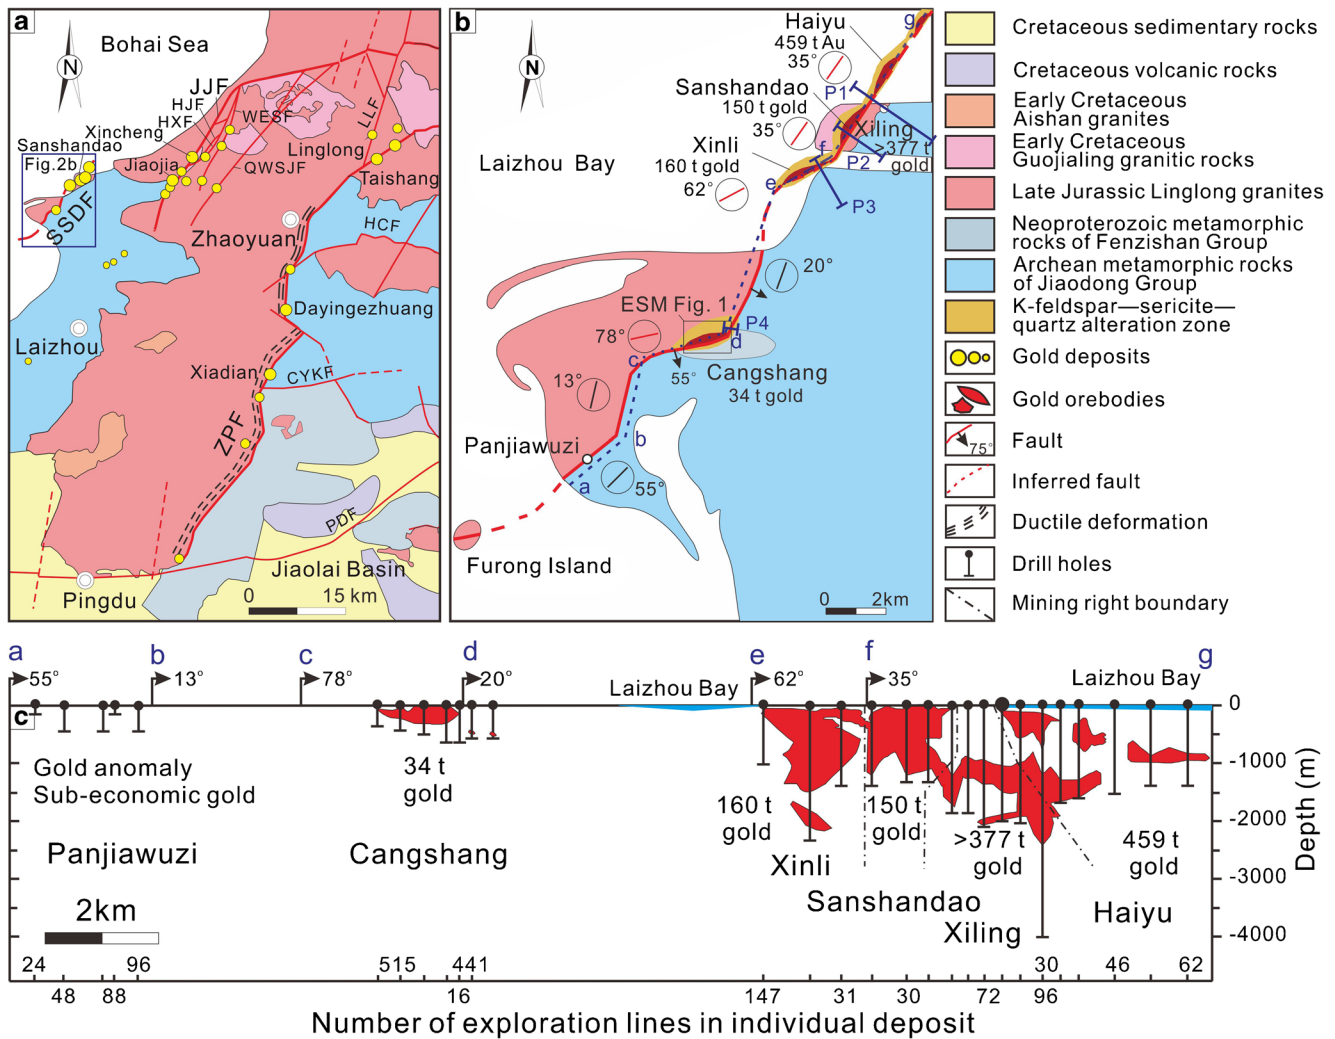 a
Bohai Sea
N
JJF
HJF
HXF
WESF
LLF
Xincheng
Sanshandao
Fig.2b
Jiaojia
Linglong
QWSJF
Taishang
SSDF
Zhaoyuan
HCF
Dayingezhuang
Laizhou
Xiadian
CYKF
ZPF
PDF
Jiaolai Basin
0 15 km
Pingdu
b
N
Haiyu
459 t Au
35°
g
Sanshandao
150 t gold
35°
P1
Xiling
>377 t
gold
Xinli
160 t gold
62°
f
P2
e
P3
Laizhou Bay
20°
ESM Fig. 1
78°
P4
d
c
55°
Cangshang
34 t gold
13°
Panjiawuzi
b
a
55°
Furong Island
0 2km
Cretaceous sedimentary rocks
Cretaceous volcanic rocks
Early Cretaceous
Aishan granites
Early Cretaceous
Guojialing granitic rocks
Late Jurassic Linglong granites
Neoproterozoic metamorphic
rocks of Fenzishan Group
Archean metamorphic rocks
of Jiaodong Group
K-feldspar—sericite—
quartz alteration zone
Gold deposits
Gold orebodies
75°
Fault
Inferred fault
Ductile deformation
Drill holes
Mining right boundary
a b c d e f g
55° 13° 78° 20° 62° 35°
Laizhou Bay
Laizhou Bay
c
0
-1000
-2000
-3000
-4000
Depth (m)
Gold anomaly
Sub-economic gold
34 t
gold
160 t
gold
150 t
gold
>377 t
gold
459 t
gold
Panjiawuzi
Cangshang
Xinli
Sanshandao
Xiling
Haiyu
2km
24 96 515 441 30 46 62
48 88 16 147 31 30 72 96
Number of exploration lines in individual deposit